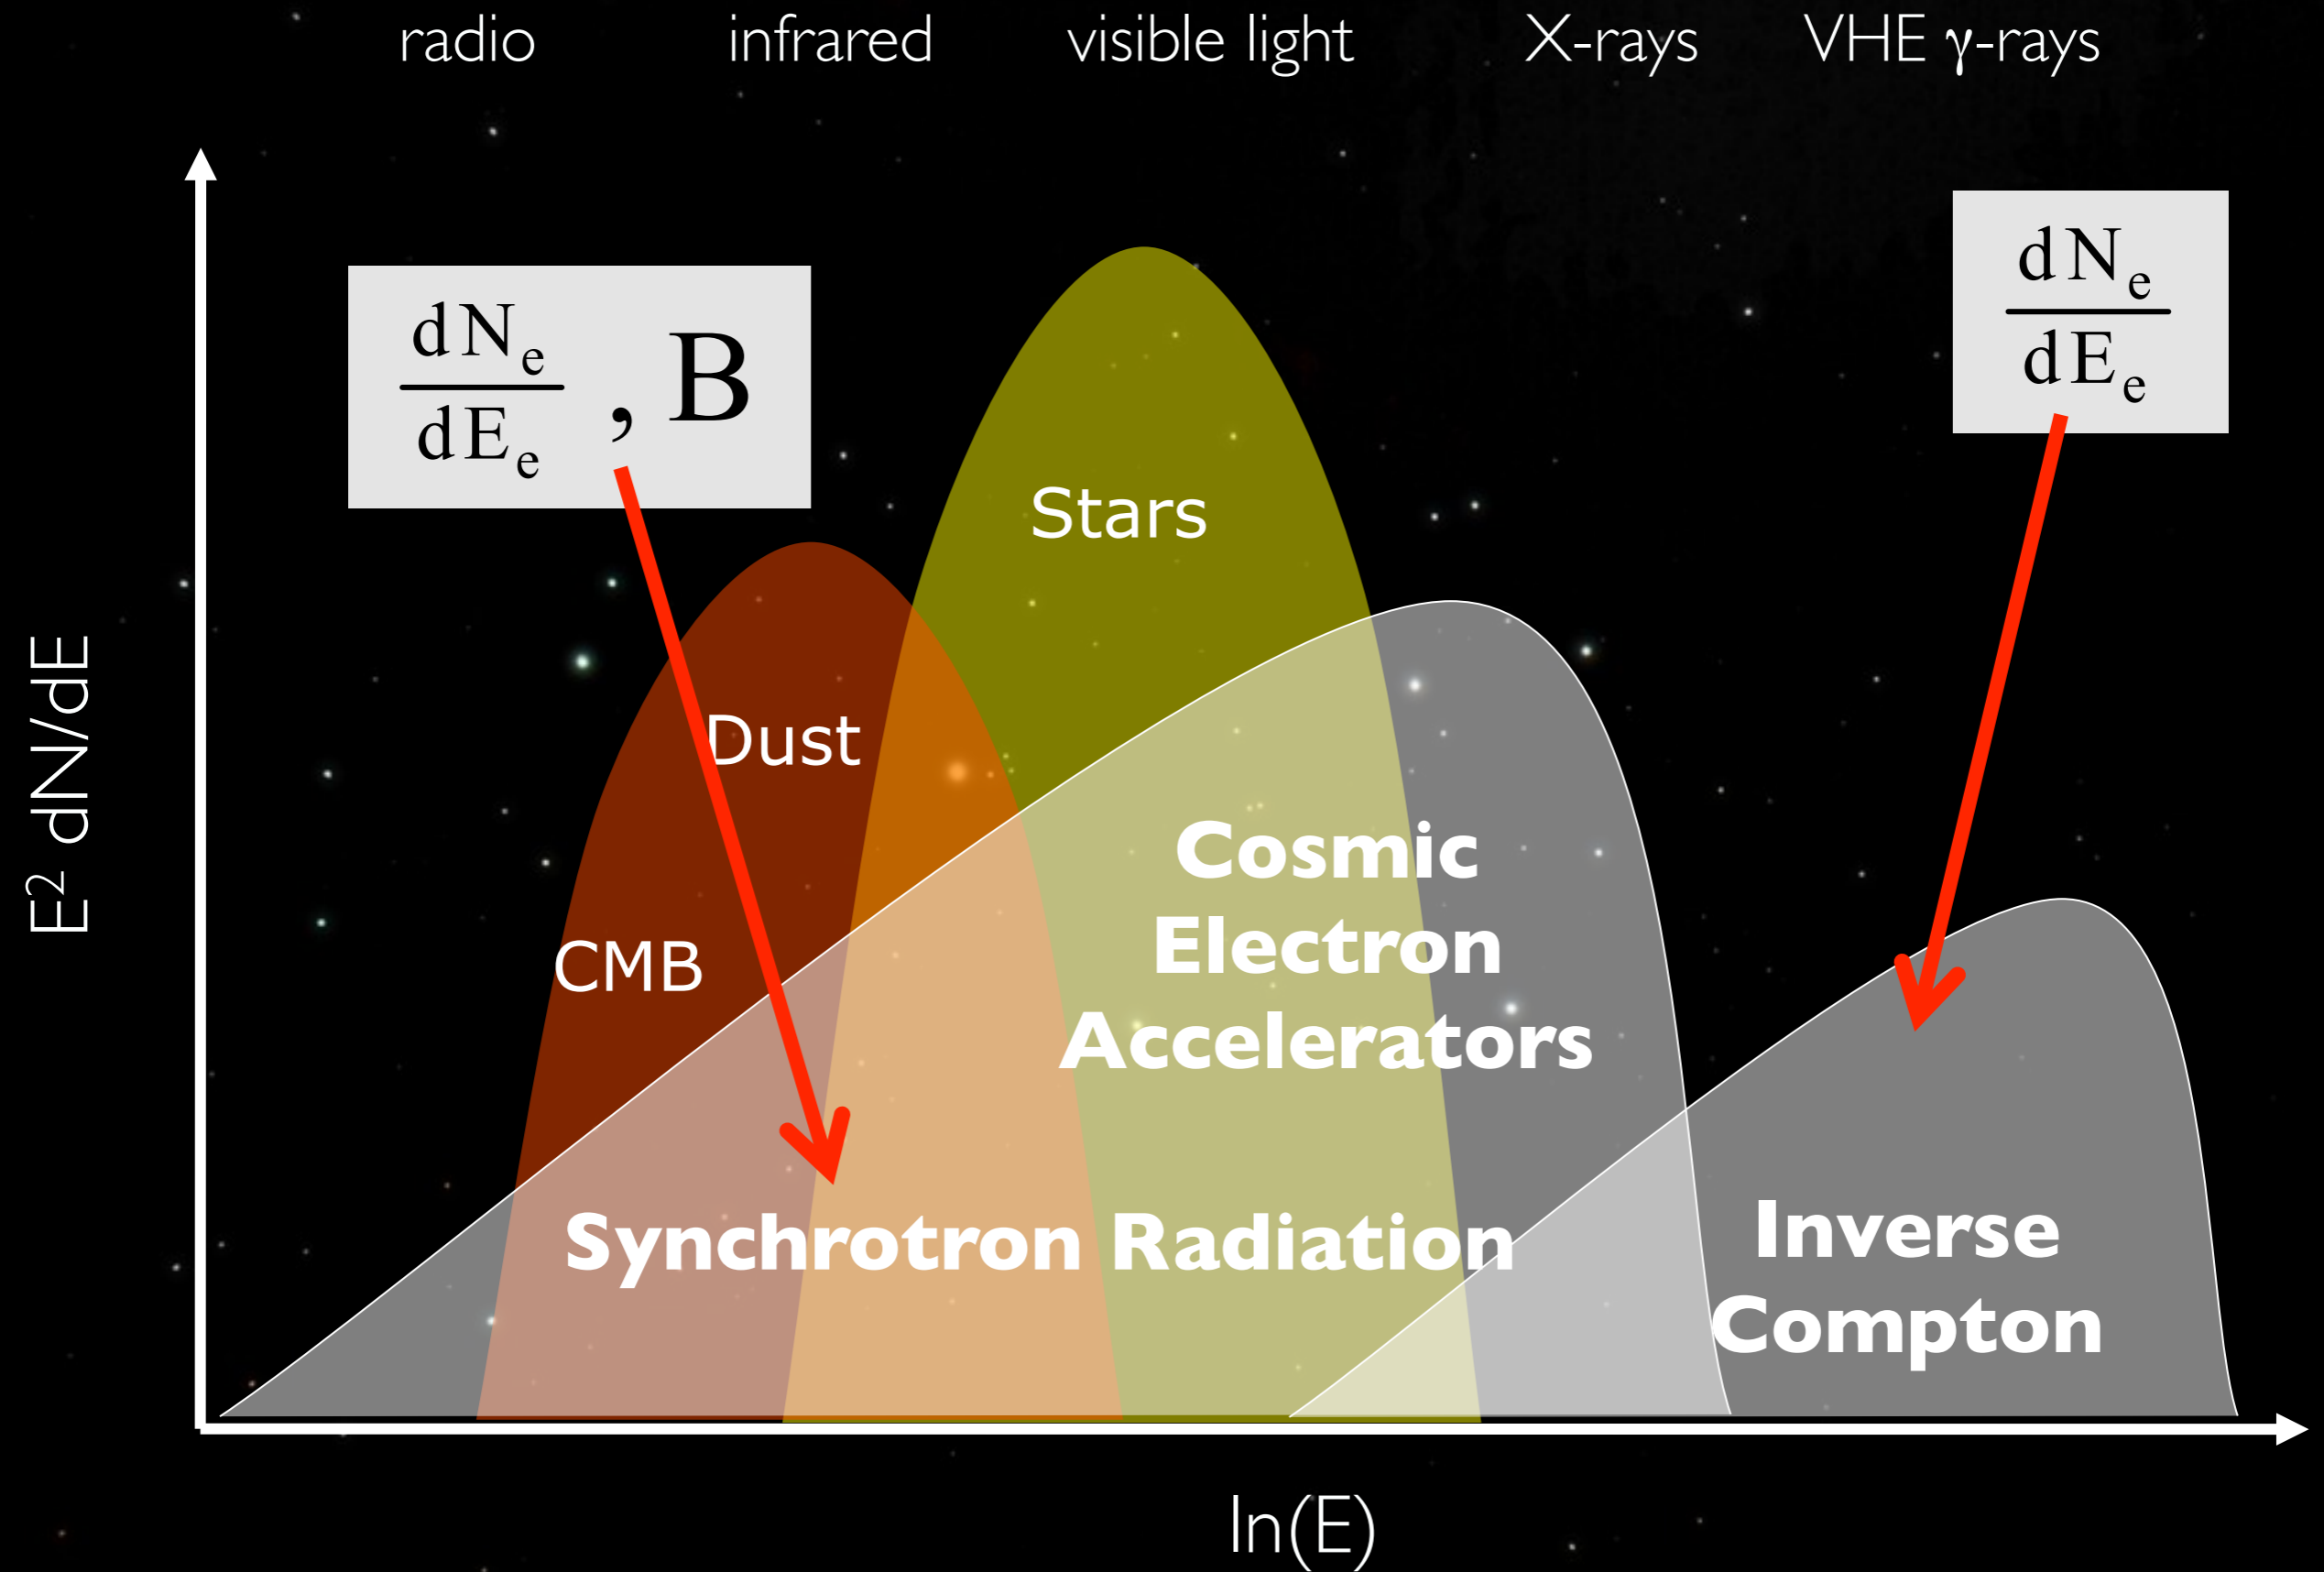 radio infrared visible light X-rays VHE γ-rays
dNₑ
dEₑ
, B
dNₑ
dEₑ
Stars
Dust
CMB
Cosmic
Electron
Accelerators
Synchrotron Radiation
Inverse
Compton
E² dN/dE
ln(E)